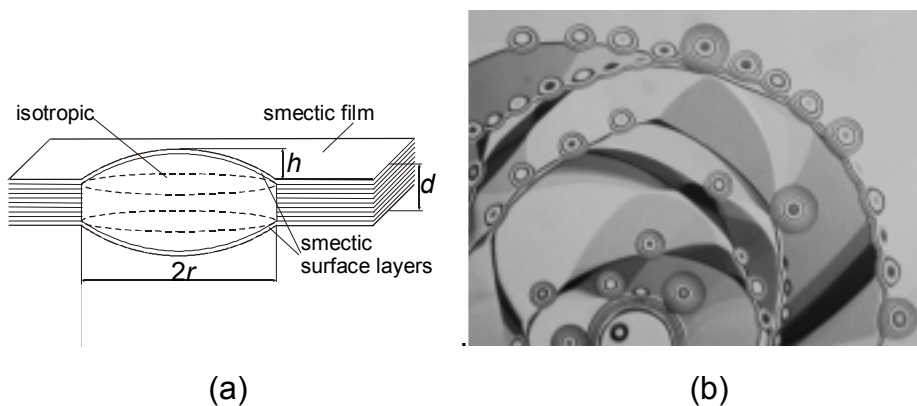 isotropic
smectic film
h
d
smectic
surface layers
2r
(a)
(b)